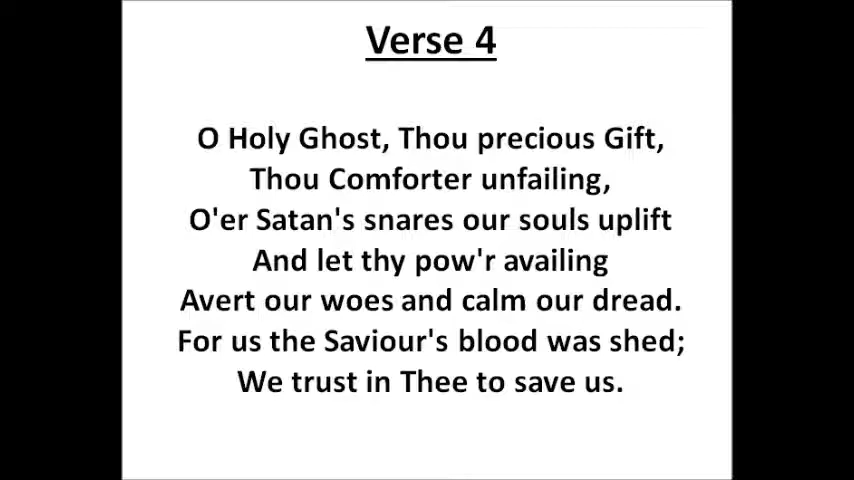 Verse 4
O Holy Ghost, Thou precious Gift,
Thou Comforter unfailing,
O'er Satan's snares our souls uplift
And let thy pow'r availing
Avert our woes and calm our dread.
For us the Saviour's blood was shed;
We trust in Thee to save us.